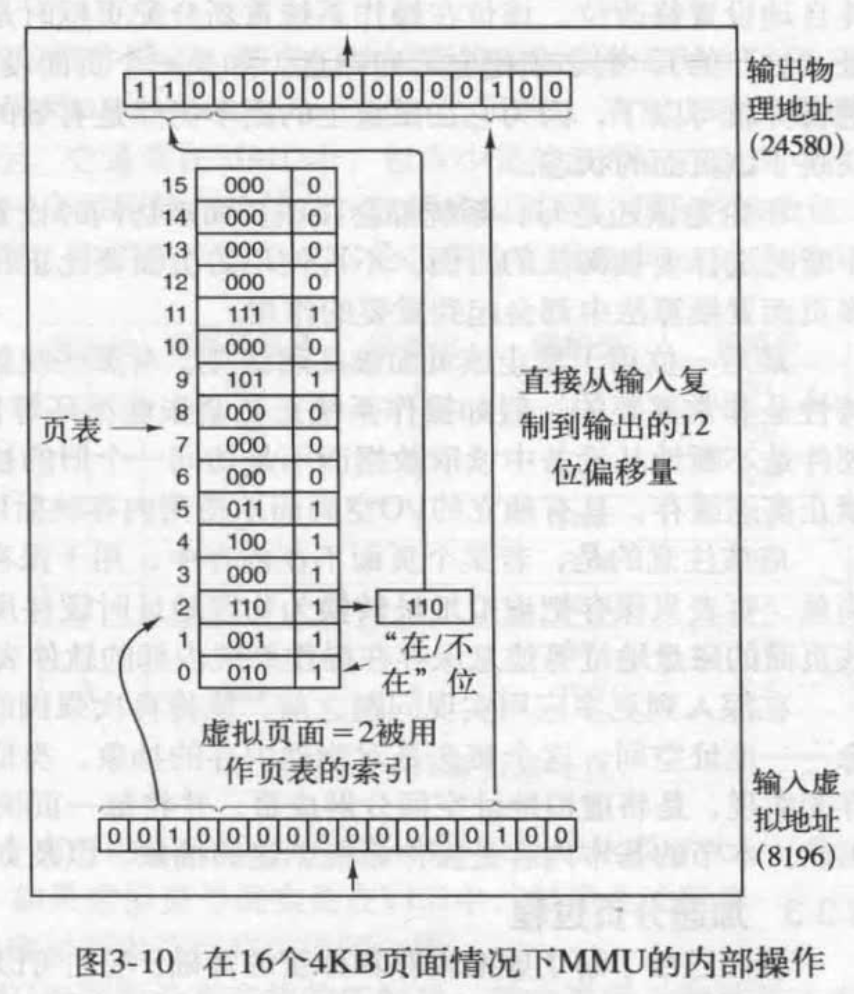 输出物
理地址
(24580)
1 1 0 0 0 0 0 0 0 0 0 0 1 0 0
15 000 0
14 000 0
13 000 0
12 000 0
11 111 1
10 000 0
9 101 1
8 000 0
7 000 0
6 000 0
5 011 1
4 100 1
3 000 1
2 110 1
1 001 1
0 010 1
页表
110
“在/不
在”位
直接从输入复
制到输出的12
位偏移量
虚拟页面=2被用
作页表的索引
0 0 1 0 0 0 0 0 0 0 0 0 0 1 0 0
输入虚
拟地址
(8196)
图3-10 在16个4KB页面情况下MMU的内部操作